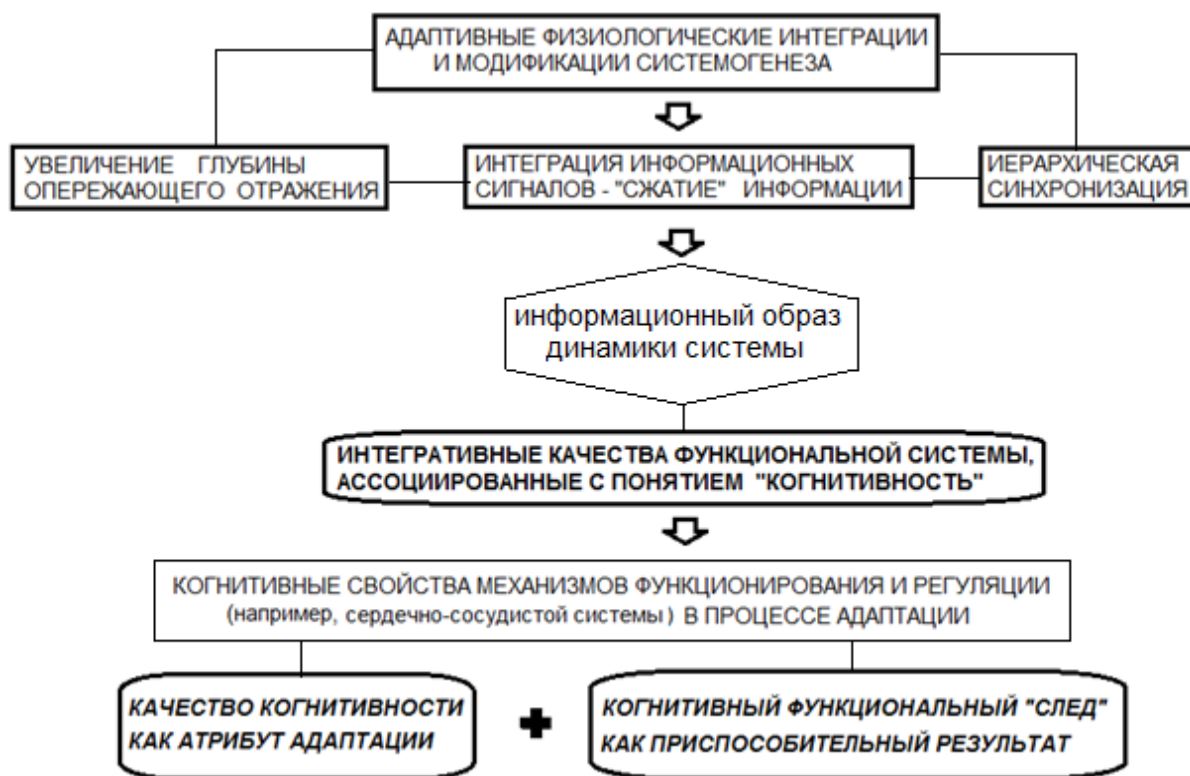 АДАПТИВНЫЕ ФИЗИОЛОГИЧЕСКИЕ ИНТЕГРАЦИИ
И МОДИФИКАЦИИ СИСТЕМОГЕНЕЗА
УВЕЛИЧЕНИЕ ГЛУБИНЫ
ОПЕРЕЖАЮЩЕГО ОТРАЖЕНИЯ
ИНТЕГРАЦИЯ ИНФОРМАЦИОННЫХ
СИГНАЛОВ - "СЖАТИЕ" ИНФОРМАЦИИ
ИЕРАРХИЧЕСКАЯ
СИНХРОНИЗАЦИЯ
информационный образ
динамики системы
ИНТЕГРАТИВНЫЕ КАЧЕСТВА ФУНКЦИОНАЛЬНОЙ СИСТЕМЫ,
АССОЦИИРОВАННЫЕ С ПОНЯТИЕМ "КОГНИТИВНОСТЬ"
КОГНИТИВНЫЕ СВОЙСТВА МЕХАНИЗМОВ ФУНКЦИОНИРОВАНИЯ И РЕГУЛЯЦИИ
(например, сердечно-сосудистой системы) В ПРОЦЕССЕ АДАПТАЦИИ
КАЧЕСТВО КОГНИТИВНОСТИ
КАК АТРИБУТ АДАПТАЦИИ
КОГНИТИВНЫЙ ФУНКЦИОНАЛЬНЫЙ "СЛЕД"
КАК ПРИСПОСОБИТЕЛЬНЫЙ РЕЗУЛЬТАТ